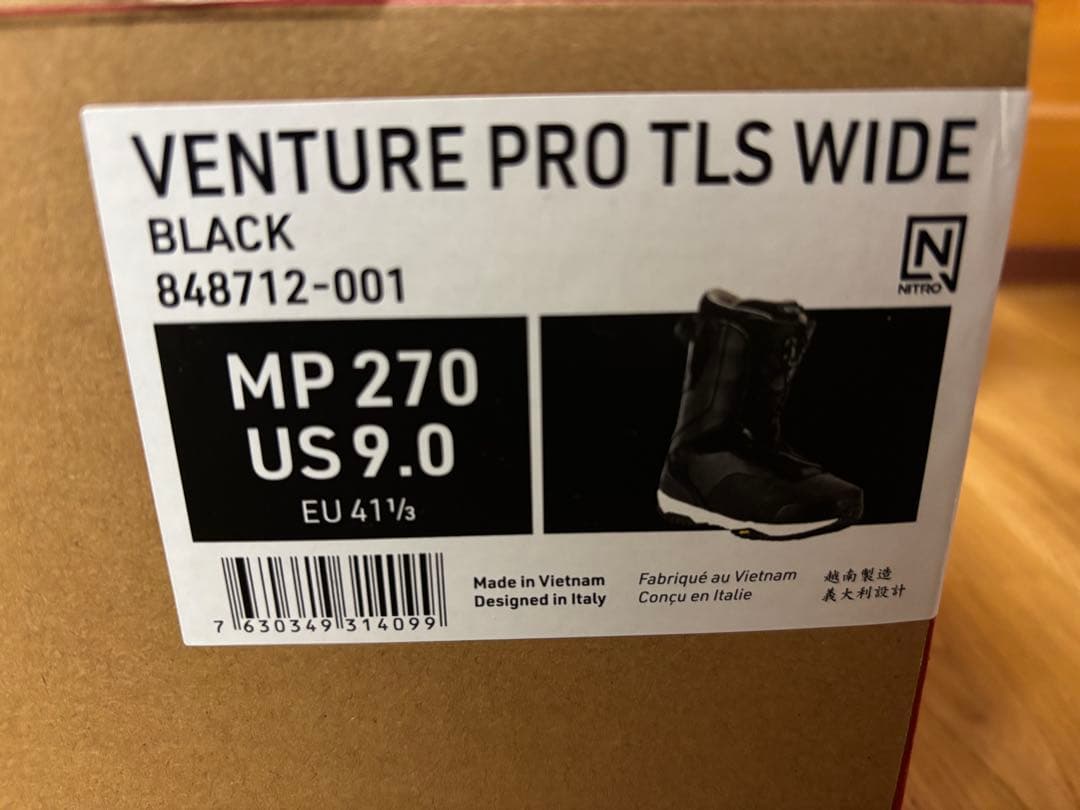 VENTURE PRO TLS WIDE
BLACK
848712-001
NITRO
MP 270
US 9.0
EU 41⅓
7 630349 314099
Made in Vietnam
Designed in Italy
Fabriqué au Vietnam
Conçu en Italie
越南製造
義大利設計